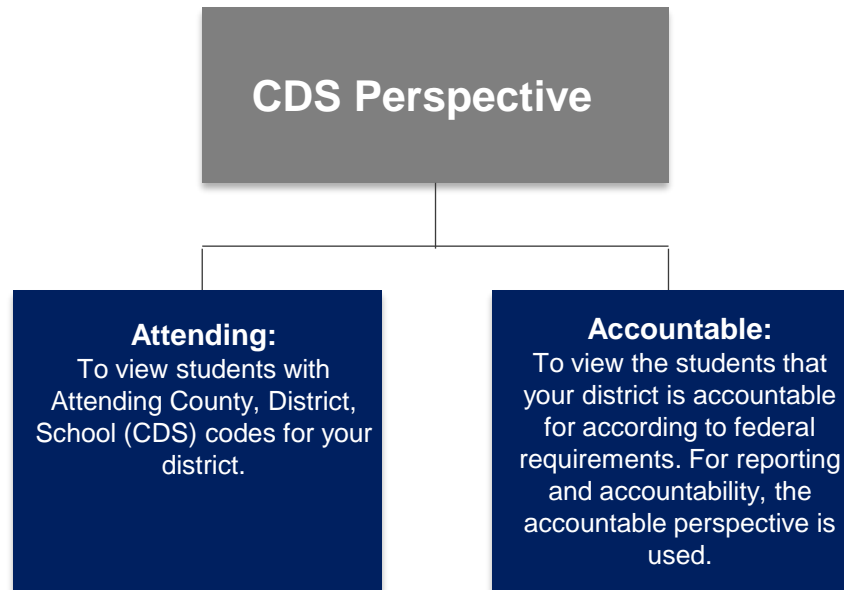 CDS Perspective
Attending:
To view students with
Attending County, District,
School (CDS) codes for your
district.
Accountable:
To view the students that
your district is accountable
for according to federal
requirements. For reporting
and accountability, the
accountable perspective is
used.